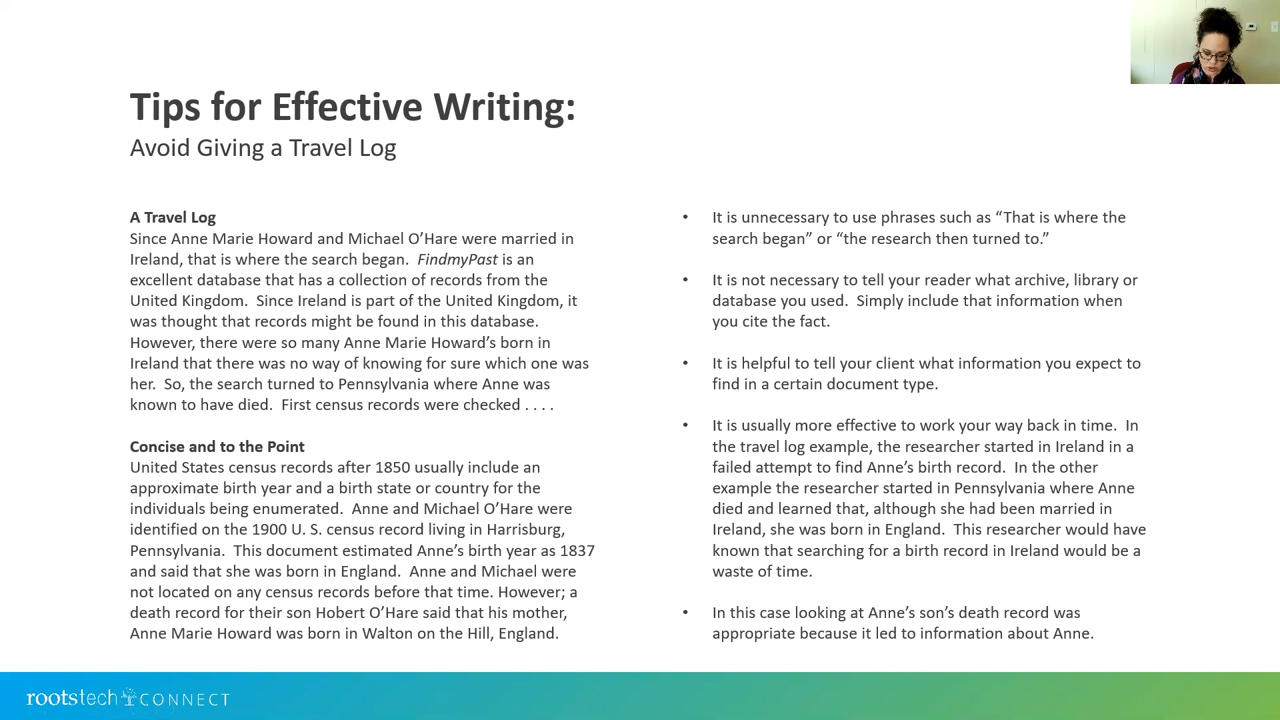 Tips for Effective Writing:
Avoid Giving a Travel Log
A Travel Log
Since Anne Marie Howard and Michael O’Hare were married in
Ireland, that is where the search began.  FindmyPast is an
excellent database that has a collection of records from the
United Kingdom.  Since Ireland is part of the United Kingdom, it
was thought that records might be found in this database.
However, there were so many Anne Marie Howard’s born in
Ireland that there was no way of knowing for sure which one was
her.  So, the search turned to Pennsylvania where Anne was
known to have died.  First census records were checked . . . .
Concise and to the Point
United States census records after 1850 usually include an
approximate birth year and a birth state or country for the
individuals being enumerated.  Anne and Michael O’Hare were
identified on the 1900 U. S. census record living in Harrisburg,
Pennsylvania.  This document estimated Anne’s birth year as 1837
and said that she was born in England.  Anne and Michael were
not located on any census records before that time. However; a
death record for their son Hobert O’Hare said that his mother,
Anne Marie Howard was born in Walton on the Hill, England.
• It is unnecessary to use phrases such as “That is where the
search began” or “the research then turned to.”
• It is not necessary to tell your reader what archive, library or
database you used.  Simply include that information when
you cite the fact.
• It is helpful to tell your client what information you expect to
find in a certain document type.
• It is usually more effective to work your way back in time.  In
the travel log example, the researcher started in Ireland in a
failed attempt to find Anne’s birth record.  In the other
example the researcher started in Pennsylvania where Anne
died and learned that, although she had been married in
Ireland, she was born in England.  This researcher would have
known that searching for a birth record in Ireland would be a
waste of time.
• In this case looking at Anne’s son’s death record was
appropriate because it led to information about Anne.
rootstech CONNECT